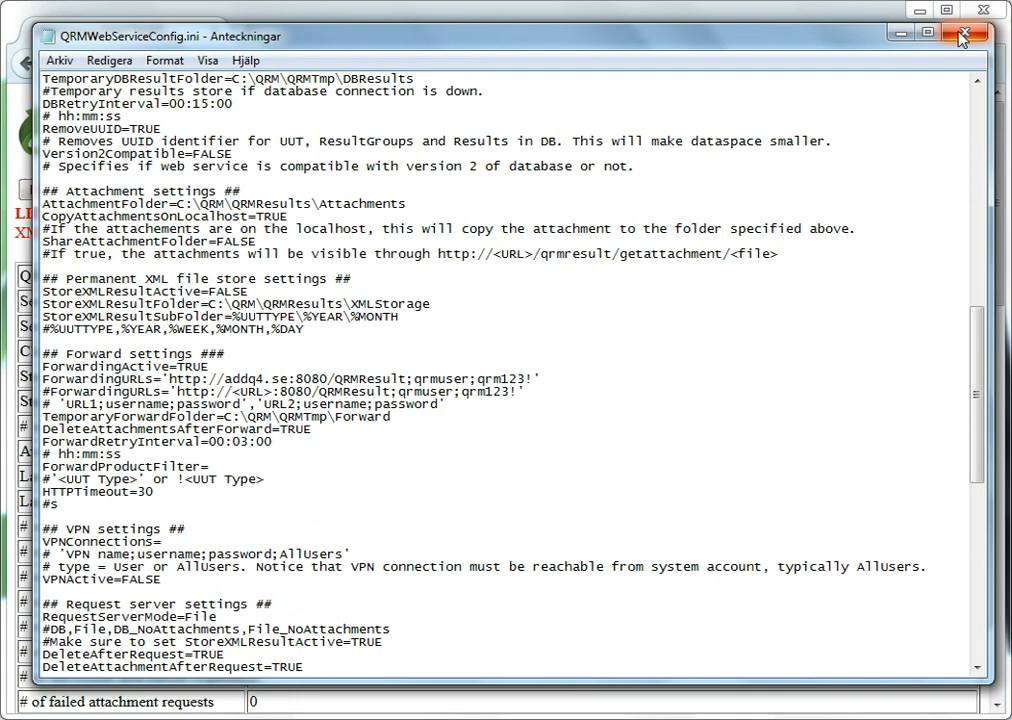 QRMWebServiceConfig.ini - Anteckningar
Arkiv Redigera Format Visa Hjälp
TemporaryDBResultFolder=C:\QRM\QRMTmp\DBResults
#Temporary results store if database connection is down.
DBRetryInterval=00:15:00
# hh:mm:ss
RemoveUUID=TRUE
# Removes UUID identifier for UUT, ResultGroups and Results in DB. This will make dataspace smaller.
Version2Compatible=FALSE
# Specifies if web service is compatible with version 2 of database or not.
## Attachment settings ##
AttachmentFolder=C:\QRM\QRMResults\Attachments
CopyAttachmentsOnLocalhost=TRUE
#If the attachements are on the localhost, this will copy the attachment to the folder specified above.
ShareAttachmentFolder=FALSE
#If true, the attachments will be visible through http://<URL>/qrmresult/getattachment/<file>
## Permanent XML file store settings ##
StoreXMLResultActive=FALSE
StoreXMLResultFolder=C:\QRM\QRMResults\XMLStorage
StoreXMLResultSubFolder=%UUTTYPE\%YEAR\%MONTH
#%UUTTYPE,%YEAR,%WEEK,%MONTH,%DAY
## Forward settings ###
ForwardingActive=TRUE
ForwardingURLs='http://addq4.se:8080/QRMResult;qrmuser;qrm123!'
#ForwardingURLs='http://<URL>:8080/QRMResult;qrmuser;qrm123!'
# 'URL1;username;password','URL2;username;password'
TemporaryForwardFolder=C:\QRM\QRMTmp\Forward
DeleteAttachmentsAfterForward=TRUE
ForwardRetryInterval=00:03:00
# hh:mm:ss
ForwardProductFilter=
#'<UUT Type>' or !<UUT Type>
HTTPTimeout=30
#s
## VPN settings ##
VPNConnections=
# 'VPN name;username;password;AllUsers'
# type = User or AllUsers. Notice that VPN connection must be reachable from system account, typically AllUsers.
VPNActive=FALSE
## Request server settings ##
RequestServerMode=File
#DB,File,DB_NoAttachments,File_NoAttachments
#Make sure to set StoreXMLResultActive=TRUE
DeleteAfterRequest=TRUE
DeleteAttachmentAfterRequest=TRUE
# of failed attachment requests 0